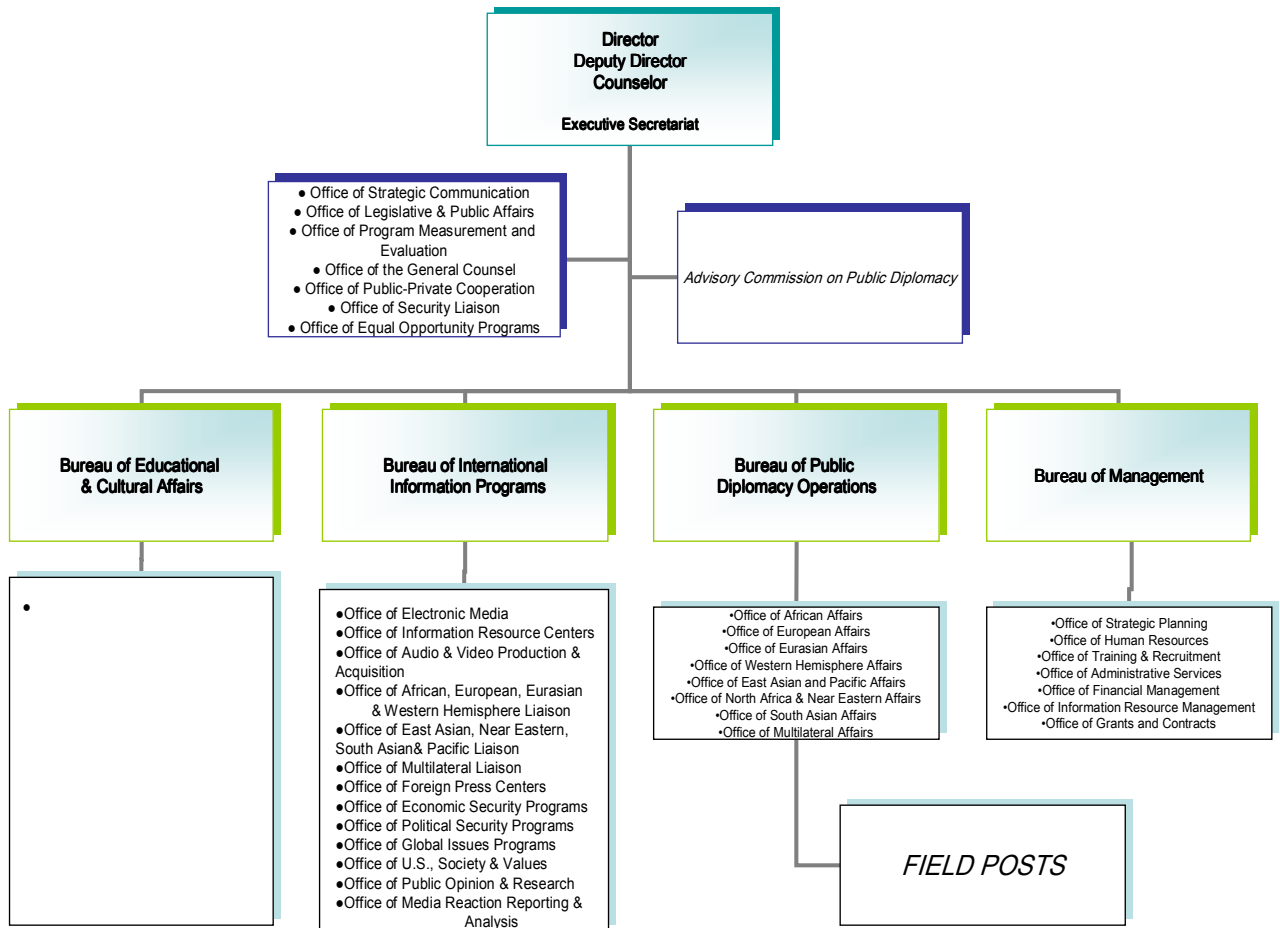 Director
Deputy Director
Counselor
Executive Secretariat
● Office of Strategic Communication
● Office of Legislative & Public Affairs
● Office of Program Measurement and
Evaluation
● Office of the General Counsel
● Office of Public-Private Cooperation
● Office of Security Liaison
● Office of Equal Opportunity Programs
Advisory Commission on Public Diplomacy
Bureau of Educational
& Cultural Affairs
Bureau of International
Information Programs
Bureau of Public
Diplomacy Operations
Bureau of Management
●
●Office of Electronic Media
●Office of Information Resource Centers
●Office of Audio & Video Production &
Acquisition
●Office of African, European, Eurasian
& Western Hemisphere Liaison
●Office of East Asian, Near Eastern,
South Asian& Pacific Liaison
●Office of Multilateral Liaison
●Office of Foreign Press Centers
●Office of Economic Security Programs
●Office of Political Security Programs
●Office of Global Issues Programs
●Office of U.S., Society & Values
●Office of Public Opinion & Research
●Office of Media Reaction Reporting &
Analysis
•Office of African Affairs
•Office of European Affairs
•Office of Eurasian Affairs
•Office of Western Hemisphere Affairs
•Office of East Asian and Pacific Affairs
•Office of North Africa & Near Eastern Affairs
•Office of South Asian Affairs
•Office of Multilateral Affairs
•Office of Strategic Planning
•Office of Human Resources
•Office of Training & Recruitment
•Office of Administrative Services
•Office of Financial Management
•Office of Information Resource Management
•Office of Grants and Contracts
FIELD POSTS